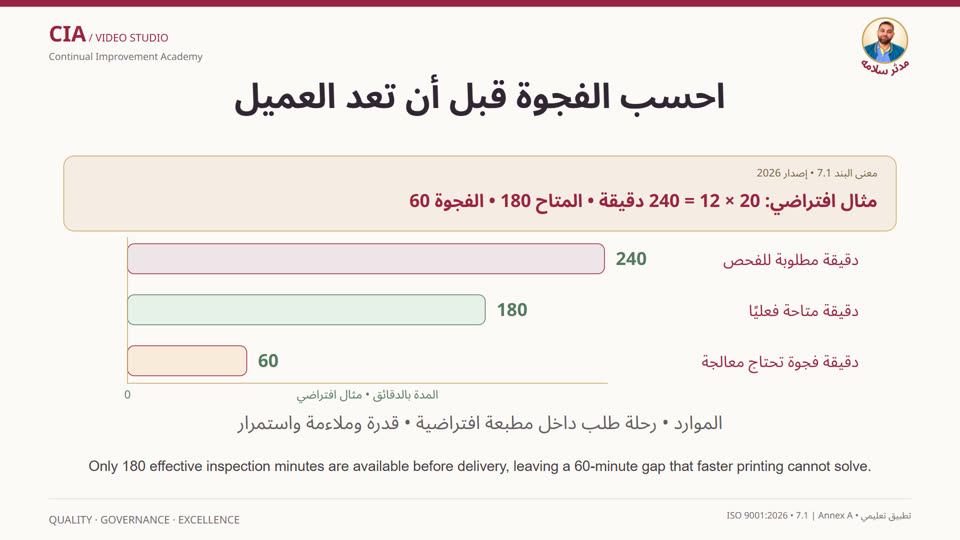 CIA / VIDEO STUDIO
Continual Improvement Academy
مدثر سلامه
احسب الفجوة قبل أن تعد العميل
معنى البند 7.1 • إصدار 2026
مثال افتراضي: 20 × 12 = 240 دقيقة • المتاح 180 • الفجوة 60
دقيقة مطلوبة للفحص 240
دقيقة متاحة فعليًا 180
دقيقة فجوة تحتاج معالجة 60
0
المدة بالدقائق • مثال افتراضي
الموارد • رحلة طلب داخل مطبعة افتراضية • قدرة وملاءمة واستمرار
Only 180 effective inspection minutes are available before delivery, leaving a 60-minute gap that faster printing cannot solve.
QUALITY · GOVERNANCE · EXCELLENCE
ISO 9001:2026 • 7.1 | Annex A • تطبيق تعليمي